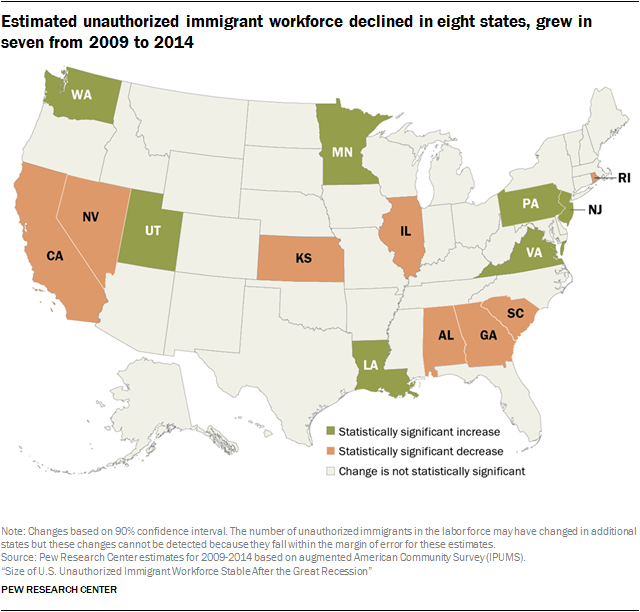 Estimated unauthorized immigrant workforce declined in eight states, grew in
seven from 2009 to 2014
WA
MN
RI
PA
NJ
NV
UT
IL
VA
CA
KS
SC
AL
GA
LA
Statistically significant increase
Statistically significant decrease
Change is not statistically significant
Note: Changes based on 90% confidence interval. The number of unauthorized immigrants in the labor force may have changed in additional
states but these changes cannot be detected because they fall within the margin of error for these estimates.
Source: Pew Research Center estimates for 2009-2014 based on augmented American Community Survey (IPUMS).
“Size of U.S. Unauthorized Immigrant Workforce Stable After the Great Recession”
PEW RESEARCH CENTER